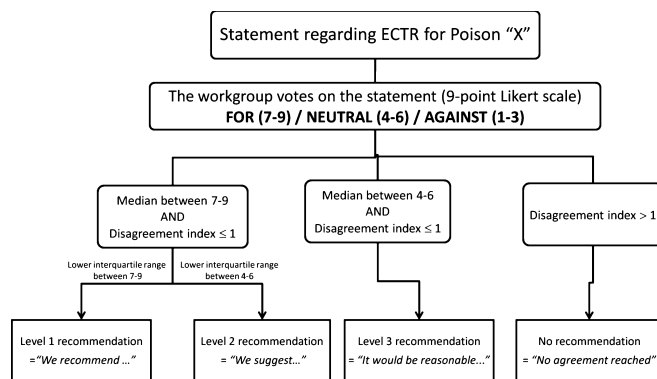 Statement regarding ECTR for Poison “X”
The workgroup votes on the statement (9-point Likert scale)
FOR (7-9) / NEUTRAL (4-6) / AGAINST (1-3)
Median between 7-9
AND
Disagreement index ≤ 1
Median between 4-6
AND
Disagreement index ≤ 1
Disagreement index > 1
Lower interquartile range
between 7-9
Lower interquartile range
between 4-6
Level 1 recommendation
=“We recommend …”
Level 2 recommendation
= “We suggest…”
Level 3 recommendation
= “It would be reasonable...”
No recommendation
= “No agreement reached”